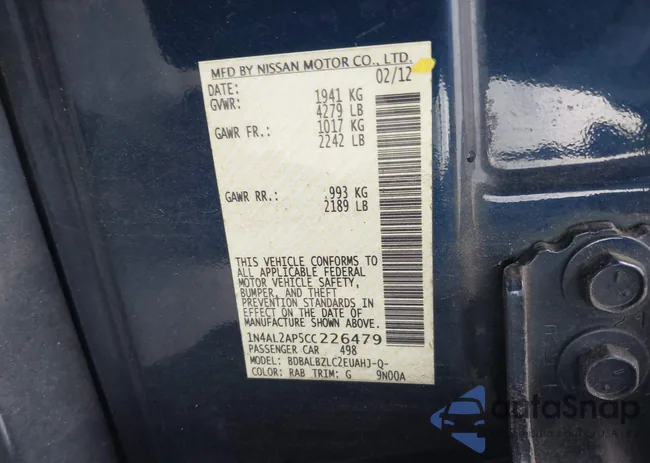 MFD BY NISSAN MOTOR CO., LTD.
DATE: 02/12
GVWR: 1941 KG
4279 LB
GAWR FR.: 1017 KG
2242 LB
GAWR RR.: 993 KG
2189 LB
THIS VEHICLE CONFORMS TO
ALL APPLICABLE FEDERAL
MOTOR VEHICLE SAFETY,
BUMPER, AND THEFT
PREVENTION STANDARDS IN
EFFECT ON THE DATE OF
MANUFACTURE SHOWN ABOVE.
1N4AL2AP5CC226479
PASSENGER CAR 498
MODEL: BDBALBZLC2EUAHJ-Q-
COLOR: RAB TRIM: G 9N00A
autoSnap